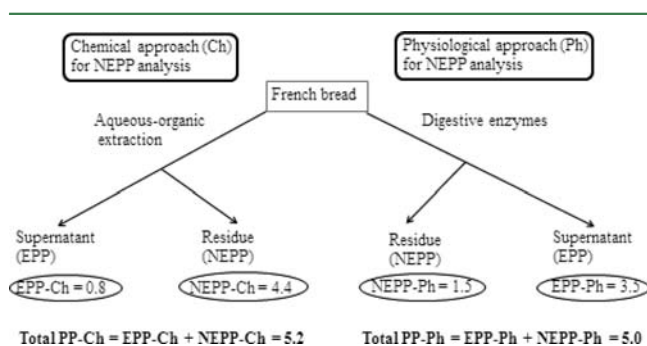 Chemical approach (Ch)
for NEPP analysis
Physiological approach (Ph)
for NEPP analysis
French bread
Aqueous-organic
extraction
Digestive enzymes
Supernatant
(EPP)
Residue
(NEPP)
Residue
(NEPP)
Supernatant
(EPP)
EPP-Ch = 0.8
NEPP-Ch = 4.4
NEPP-Ph = 1.5
EPP-Ph = 3.5
Total PP-Ch = EPP-Ch + NEPP-Ch = 5.2
Total PP-Ph = EPP-Ph + NEPP-Ph = 5.0